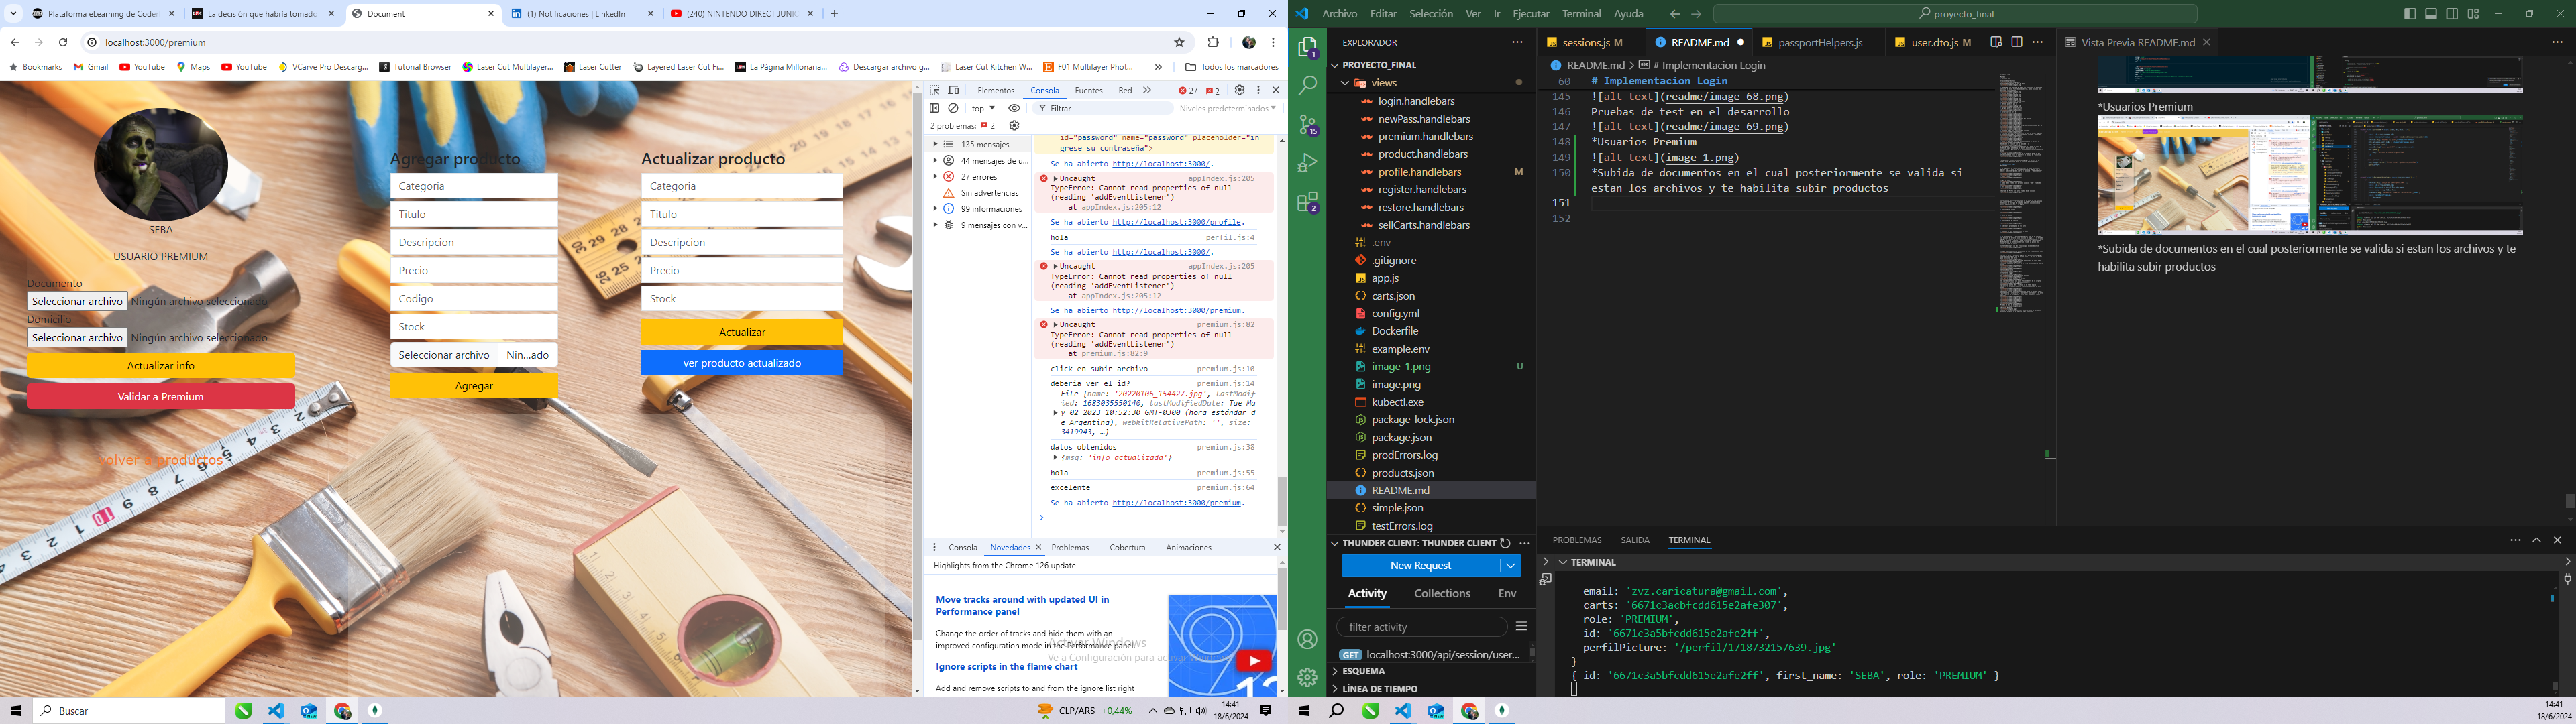 Plataforma eLearning de CoderH
La decisión que habría tomado
Document
(1) Notificaciones | LinkedIn
(240) NINTENDO DIRECT JUNIO
localhost:3000/premium
Bookmarks
Gmail
YouTube
Maps
YouTube
VCarve Pro Descarg...
Tutorial Browser
Laser Cut Multilayer...
Laser Cutter
Layered Laser Cut Fi...
La Página Millonaria...
Descargar archivo g...
Laser Cut Kitchen W...
F01 Multilayer Phot...
Todos los marcadores
SEBA
USUARIO PREMIUM
Documento
Seleccionar archivo Ningún archivo seleccionado
Domicilio
Seleccionar archivo Ningún archivo seleccionado
Actualizar info
Validar a Premium
volver a productos
Agregar producto
Categoria
Titulo
Descripcion
Precio
Codigo
Stock
Seleccionar archivo Nin...ado
Agregar
Actualizar producto
Categoria
Titulo
Descripcion
Precio
Stock
Actualizar
ver producto actualizado
Elementos
Consola
Fuentes
Red
27
2
top
Filtrar
Niveles predeterminados
2 problemas: 2
135 mensajes
44 mensajes de u...
27 errores
Sin advertencias
99 informaciones
9 mensajes con v...
id="password" name="password" placeholder="in
grese su contraseña">
Se ha abierto http://localhost:3000/.
Uncaught appIndex.js:205
TypeError: Cannot read properties of null
(reading 'addEventListener')
at appIndex.js:205:12
Se ha abierto http://localhost:3000/profile.
hola perfil.js:4
Se ha abierto http://localhost:3000/.
Uncaught appIndex.js:205
TypeError: Cannot read properties of null
(reading 'addEventListener')
at appIndex.js:205:12
Se ha abierto http://localhost:3000/premium.
Uncaught premium.js:82
TypeError: Cannot read properties of null
(reading 'addEventListener')
at premium.js:82:9
click en subir archivo premium.js:10
deberia ver el id? premium.js:14
File {name: '20220106_154427.jpg', lastModif
ied: 1683035550140, lastModifiedDate: Tue Ma
y 02 2023 10:52:30 GMT-0300 (hora estándar d
e Argentina), webkitRelativePath: '', size:
3419943, …}
datos obtenidos premium.js:38
{msg: 'info actualizada'}
hola premium.js:55
excelente premium.js:64
Se ha abierto http://localhost:3000/premium.
Consola
Novedades
Problemas
Cobertura
Animaciones
Highlights from the Chrome 126 update
Move tracks around with updated UI in
Performance panel
Change the order of tracks and hide them with an
improved configuration mode in the Performance panel.
Ignore scripts in the flame chart
Add and remove scripts to and from the ignore list right
Activar Windows
Ve a Configuración para activar Windows.
Buscar
CLP/ARS +0,44%
14:41
18/6/2024
Archivo
Editar
Selección
Ver
Ir
Ejecutar
Terminal
Ayuda
proyecto_final
1
15
2
EXPLORADOR
PROYECTO_FINAL
views
login.handlebars
newPass.handlebars
premium.handlebars
product.handlebars
profile.handlebars M
register.handlebars
restore.handlebars
sellCarts.handlebars
.env
.gitignore
app.js
carts.json
config.yml
Dockerfile
example.env
image-1.png U
image.png
kubectl.exe
package-lock.json
package.json
prodErrors.log
products.json
README.md
simple.json
testErrors.log
THUNDER CLIENT: THUNDER CLIENT
New Request
Activity
Collections
Env
filter activity
GET localhost:3000/api/session/user...
ESQUEMA
LÍNEA DE TIEMPO
sessions.js M
README.md
passportHelpers.js
user.dto.js M
README.md > # Implementacion Login
60 # Implementacion Login
145 ![alt text](readme/image-68.png)
146 Pruebas de test en el desarrollo
147 ![alt text](readme/image-69.png)
148 *Usuarios Premium
149 ![alt text](image-1.png)
150 *Subida de documentos en el cual posteriormente se valida si
estan los archivos y te habilita subir productos
151
152
Vista Previa README.md
*Usuarios Premium
*Subida de documentos en el cual posteriormente se valida si estan los archivos y te
habilita subir productos
PROBLEMAS
SALIDA
TERMINAL
TERMINAL
email: 'zvz.caricatura@gmail.com',
carts: '6671c3acbfcdd615e2afe307',
role: 'PREMIUM',
id: '6671c3a5bfcdd615e2afe2ff',
perfilPicture: '/perfil/1718732157639.jpg'
}
{ id: '6671c3a5bfcdd615e2afe2ff', first_name: 'SEBA', role: 'PREMIUM' }
14:41
18/6/2024